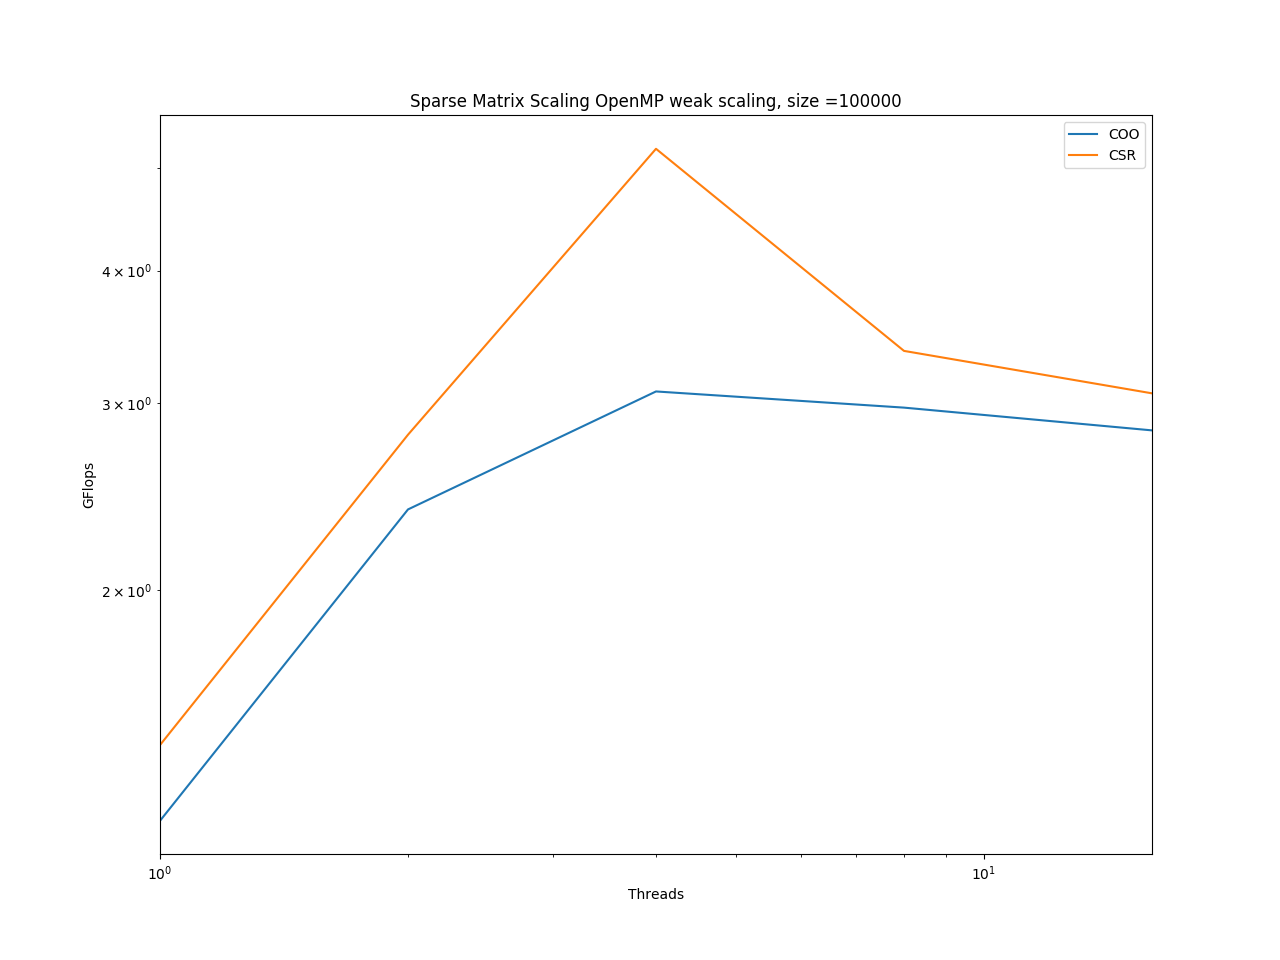 Sparse Matrix Scaling OpenMP weak scaling, size =100000
COO
CSR
4 × 10⁰
3 × 10⁰
2 × 10⁰
GFlops
10⁰
10¹
Threads